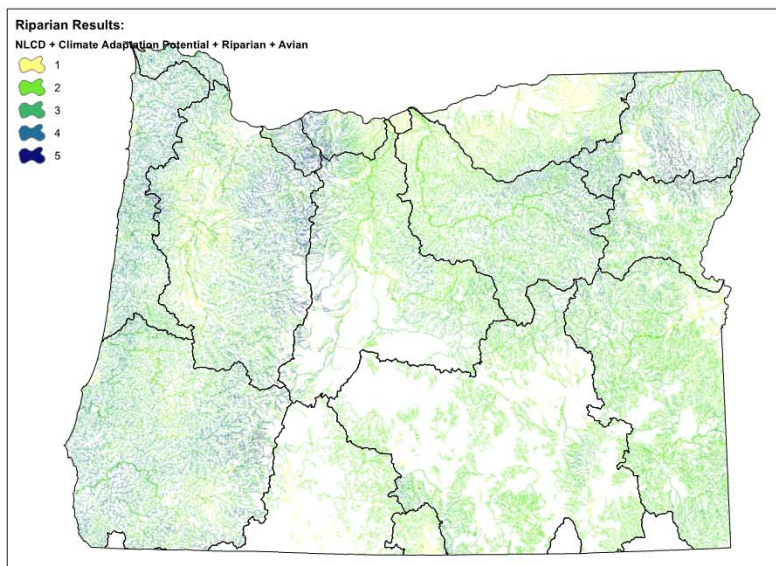 Riparian Results:
NLCD + Climate Adaptation Potential + Riparian + Avian
1
2
3
4
5